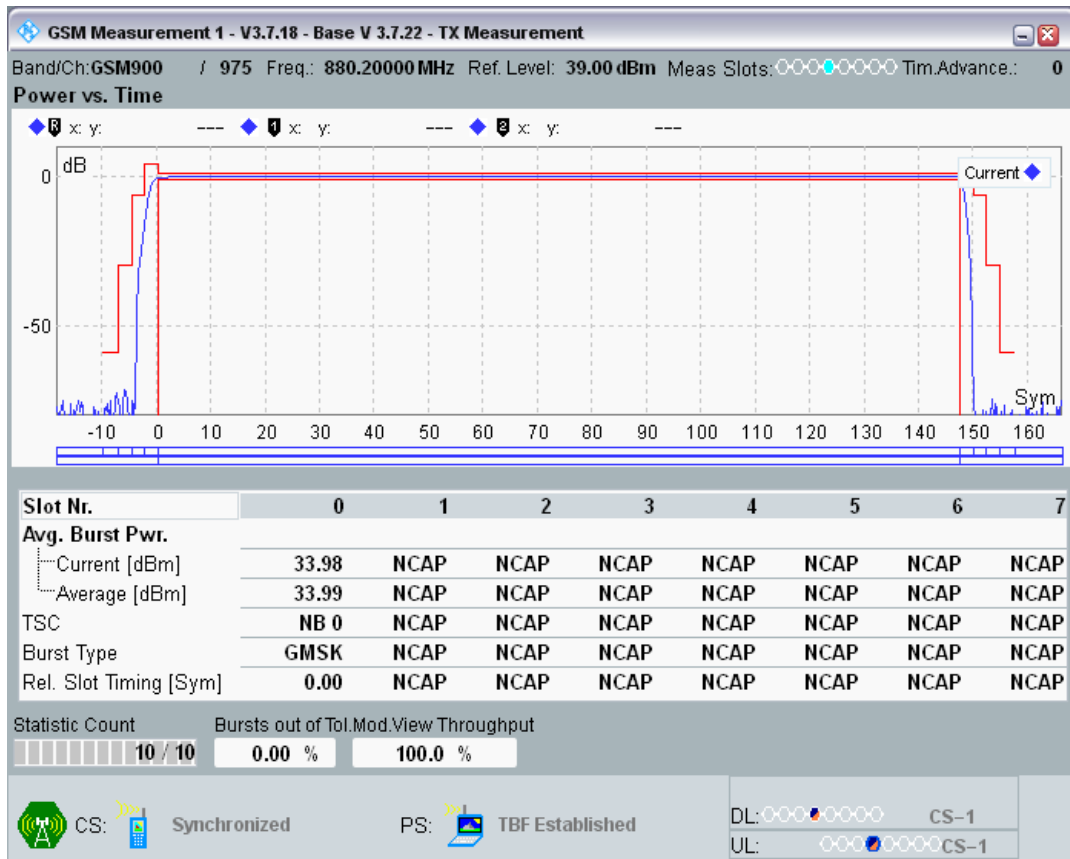 GSM Measurement 1 - V3.7.18 - Base V 3.7.22 - TX Measurement
Band/Ch:GSM900 / 975 Freq.: 880.20000 MHz Ref. Level: 39.00 dBm Meas Slots: Tim.Advance.: 0
Power vs. Time
R x: y: --- 1 x: y: --- 2 x: y: ---
dB
Current
0
-50
Sym
-10 0 10 20 30 40 50 60 70 80 90 100 110 120 130 140 150 160
Slot Nr. 0 1 2 3 4 5 6 7
Avg. Burst Pwr.
Current [dBm] 33.98 NCAP NCAP NCAP NCAP NCAP NCAP NCAP
Average [dBm] 33.99 NCAP NCAP NCAP NCAP NCAP NCAP NCAP
TSC NB 0 NCAP NCAP NCAP NCAP NCAP NCAP NCAP
Burst Type GMSK NCAP NCAP NCAP NCAP NCAP NCAP NCAP
Rel. Slot Timing [Sym] 0.00 NCAP NCAP NCAP NCAP NCAP NCAP NCAP
Statistic Count Bursts out of Tol. Mod.View Throughput
10 / 10 0.00 % 100.0 %
CS: Synchronized PS: TBF Established
DL: CS-1
UL: CS-1